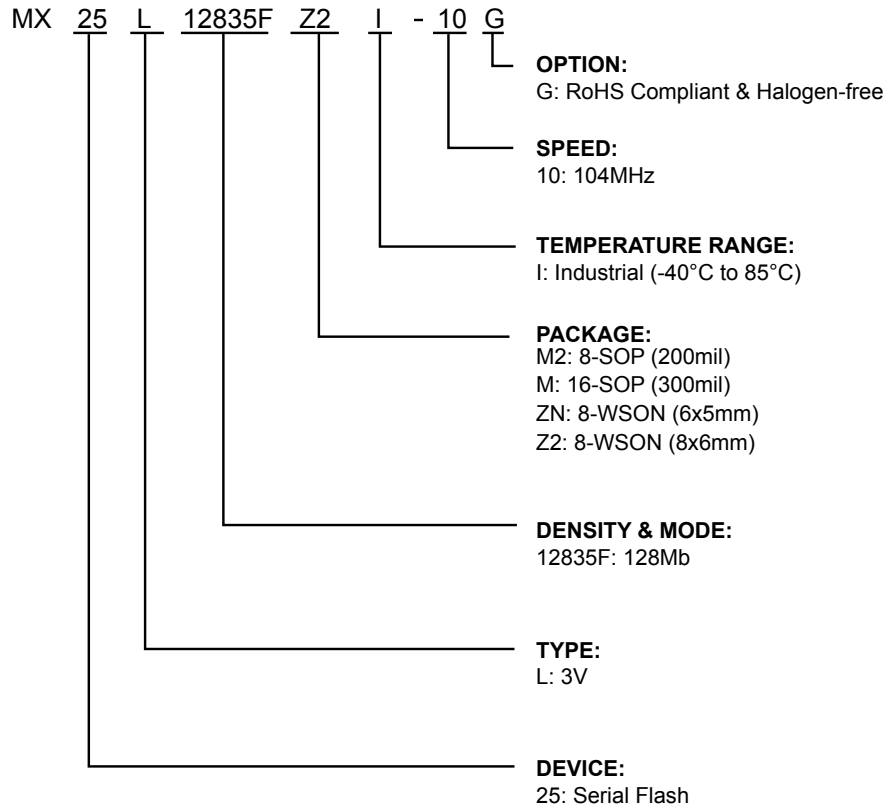 MX 25 L 12835F Z2 I - 10 G
OPTION:
G: RoHS Compliant & Halogen-free
SPEED:
10: 104MHz
TEMPERATURE RANGE:
I: Industrial (-40°C to 85°C)
PACKAGE:
M2: 8-SOP (200mil)
M: 16-SOP (300mil)
ZN: 8-WSON (6x5mm)
Z2: 8-WSON (8x6mm)
DENSITY & MODE:
12835F: 128Mb
TYPE:
L: 3V
DEVICE:
25: Serial Flash